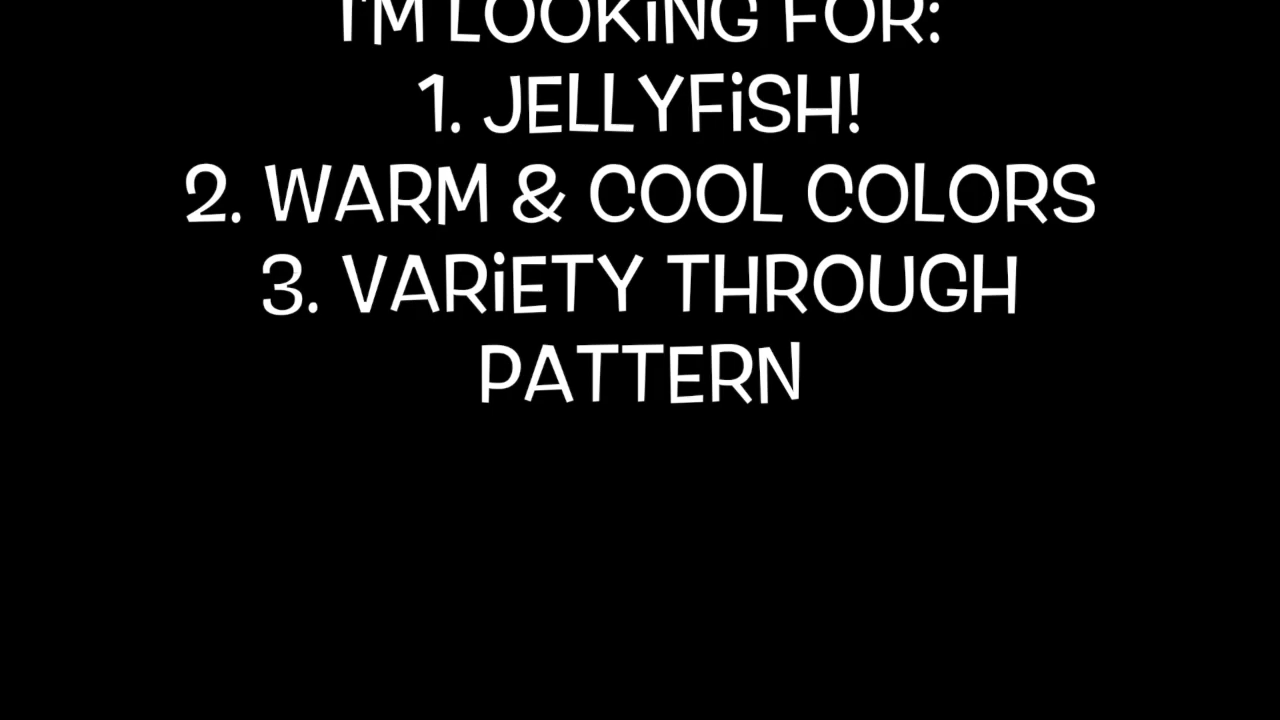 I'M LOOKiNG FOR:
1. JELLYFiSH!
2. WARM & COOL COLORS
3. VARiETY THROUGH
PATTERN